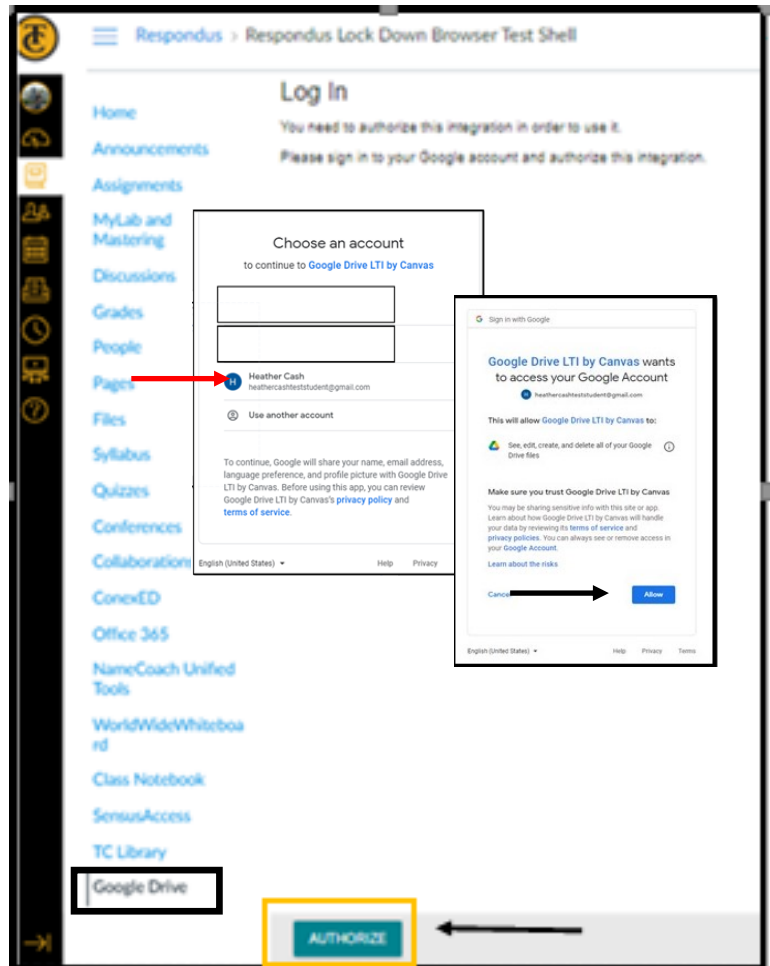 TC
Respondus > Respondus Lock Down Browser Test Shell
Home
Announcements
Assignments
MyLab and
Mastering
Discussions
Grades
People
Pages
Files
Syllabus
Quizzes
Conferences
Collaborations
ConexED
Office 365
NameCoach Unified
Tools
WorldWideWhiteboa
rd
Class Notebook
SensusAccess
TC Library
Google Drive
Log In
You need to authorize this integration in order to use it.
Please sign in to your Google account and authorize this integration.
Choose an account
to continue to Google Drive LTI by Canvas
H
Heather Cash
heathercashteststudent@gmail.com
Use another account
To continue, Google will share your name, email address,
language preference, and profile picture with Google Drive
LTI by Canvas. Before using this app, you can review
Google Drive LTI by Canvas's privacy policy and
terms of service.
English (United States) Help Privacy
G Sign in with Google
Google Drive LTI by Canvas wants
to access your Google Account
H heathercashteststudent@gmail.com
This will allow Google Drive LTI by Canvas to:
See, edit, create, and delete all of your Google
Drive files
Make sure you trust Google Drive LTI by Canvas
You may be sharing sensitive info with this site or app.
Learn about how Google Drive LTI by Canvas will handle
your data by reviewing its terms of service and
privacy policies. You can always see or remove access in
your Google Account.
Learn about the risks
Cancel Allow
English (United States) Help Privacy Terms
AUTHORIZE